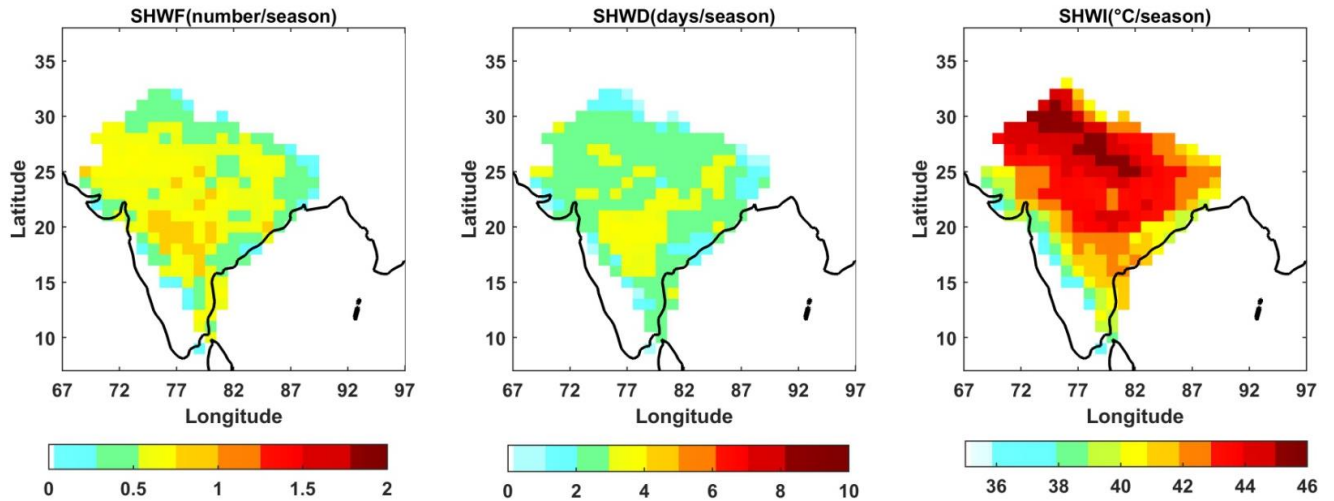 SHWF(number/season)
35
30
25
20
15
10
Latitude
67 72 77 82 87 92 97
Longitude
0 0.5 1 1.5 2
SHWD(days/season)
35
30
25
20
15
10
Latitude
67 72 77 82 87 92 97
Longitude
0 2 4 6 8 10
SHWI(°C/season)
35
30
25
20
15
10
Latitude
67 72 77 82 87 92 97
Longitude
36 38 40 42 44 46